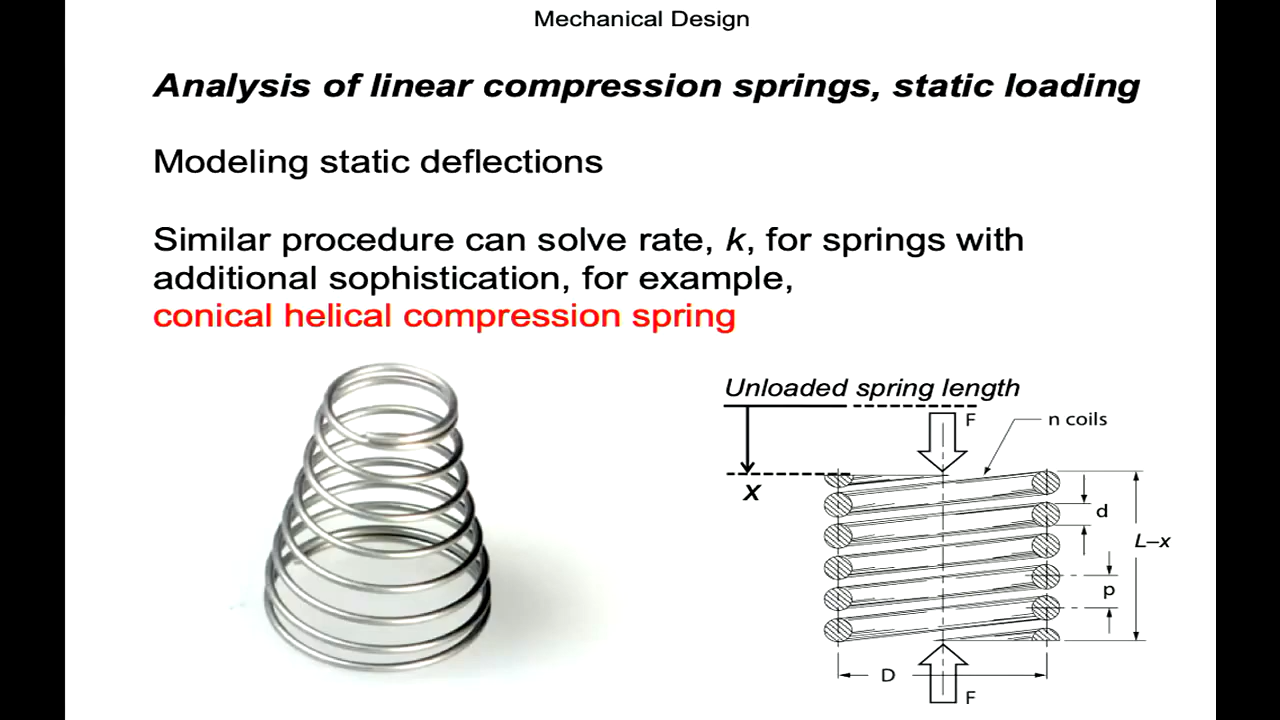 Mechanical Design
Analysis of linear compression springs, static loading
Modeling static deflections
Similar procedure can solve rate, k, for springs with
additional sophistication, for example,
conical helical compression spring
Unloaded spring length
F
n coils
x
d
L–x
p
D
F